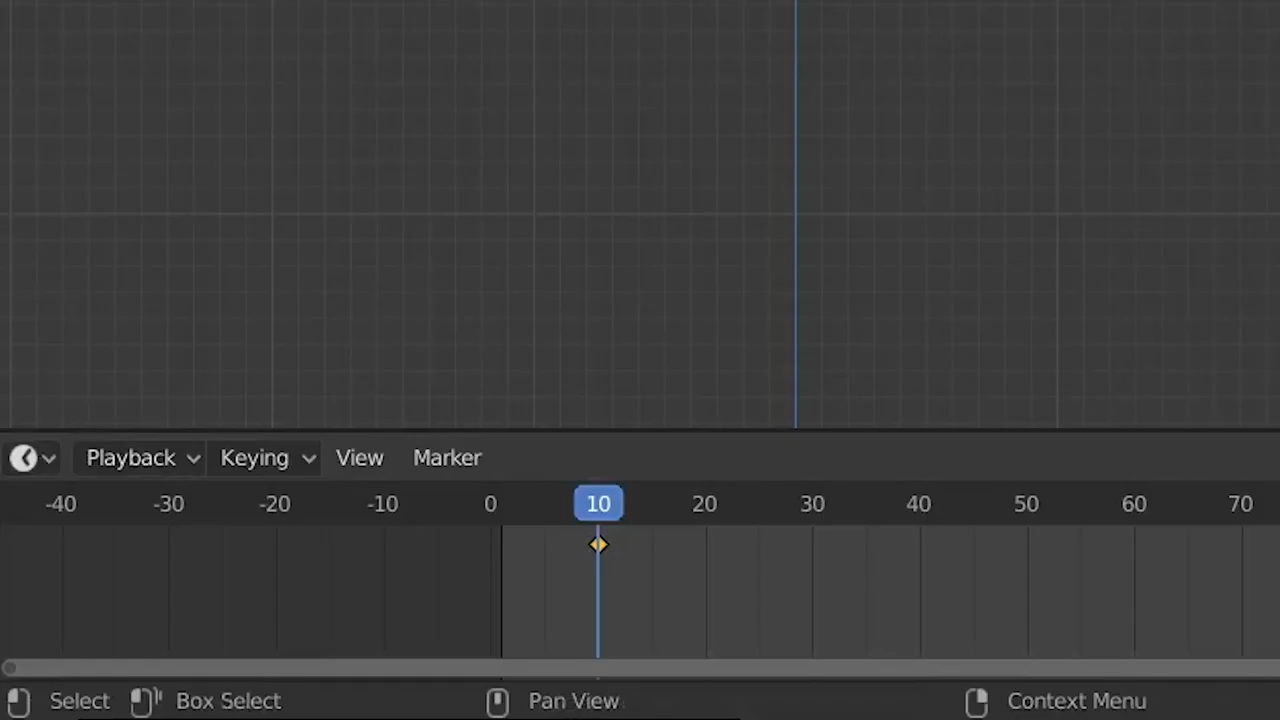 Playback Keying View Marker
-40 -30 -20 -10 0 10 20 30 40 50 60 70
Select Box Select Pan View Context Menu